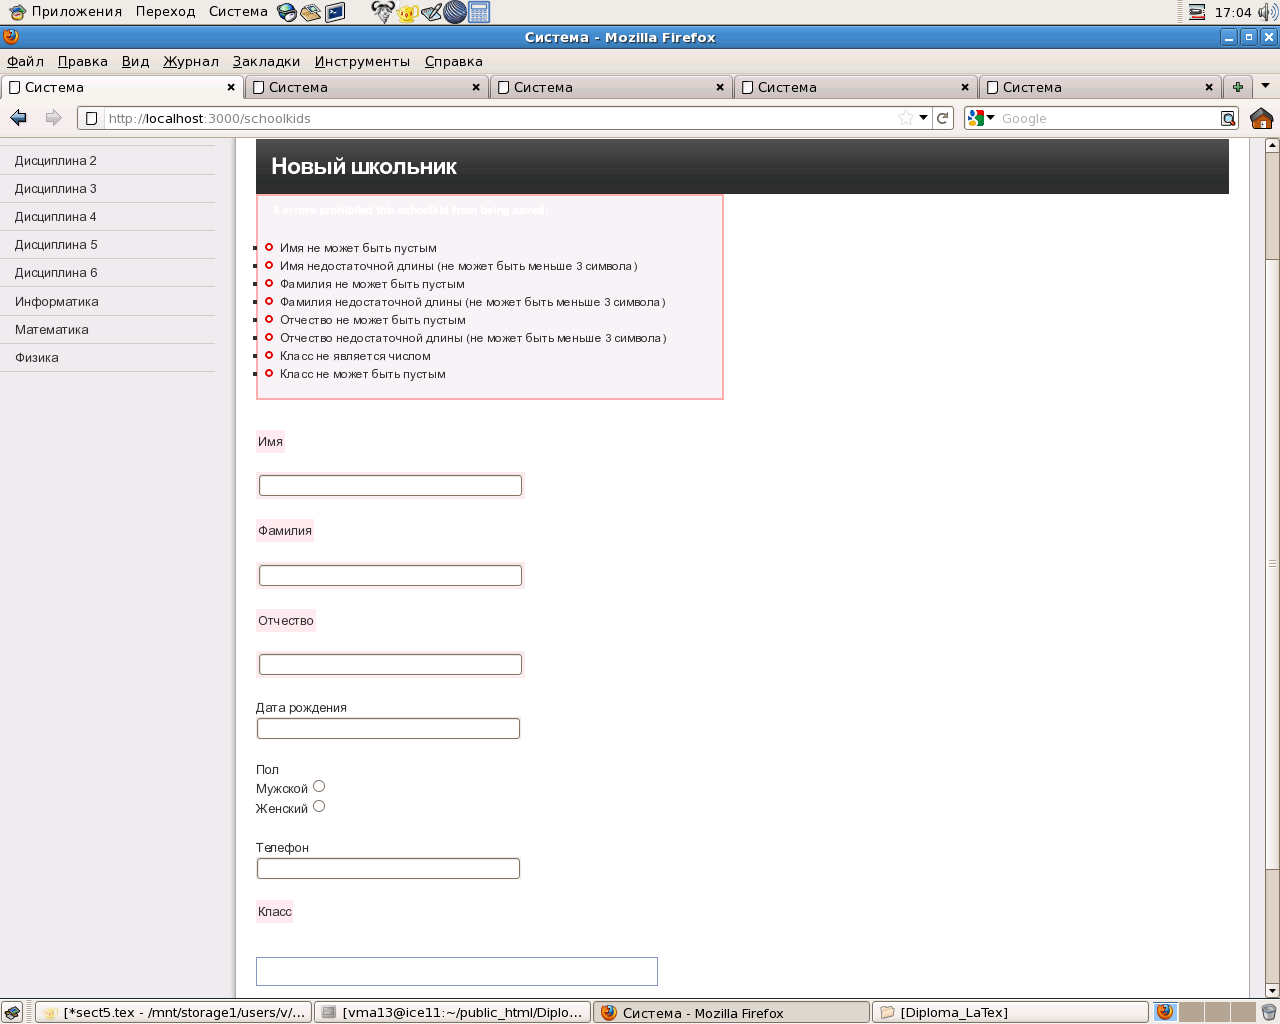 Приложения Переход Система 17:04
Система - Mozilla Firefox
Файл Правка Вид Журнал Закладки Инструменты Справка
Система Система Система Система Система
http://localhost:3000/schoolkids Google
Новый школьник
8 errors prohibited this schoolkid from being saved:
Дисциплина 2
Дисциплина 3
Дисциплина 4
Дисциплина 5
Дисциплина 6
Информатика
Математика
Физика
Имя не может быть пустым
Имя недостаточной длины (не может быть меньше 3 символа)
Фамилия не может быть пустым
Фамилия недостаточной длины (не может быть меньше 3 символа)
Отчество не может быть пустым
Отчество недостаточной длины (не может быть меньше 3 символа)
Класс не является числом
Класс не может быть пустым
Имя
Фамилия
Отчество
Дата рождения
Пол
Мужской
Женский
Телефон
Класс
[*sect5.tex - /mnt/storage1/users/v/... [vma13@ice11:~/public_html/Diplo... Система - Mozilla Firefox [Diploma_LaTex]